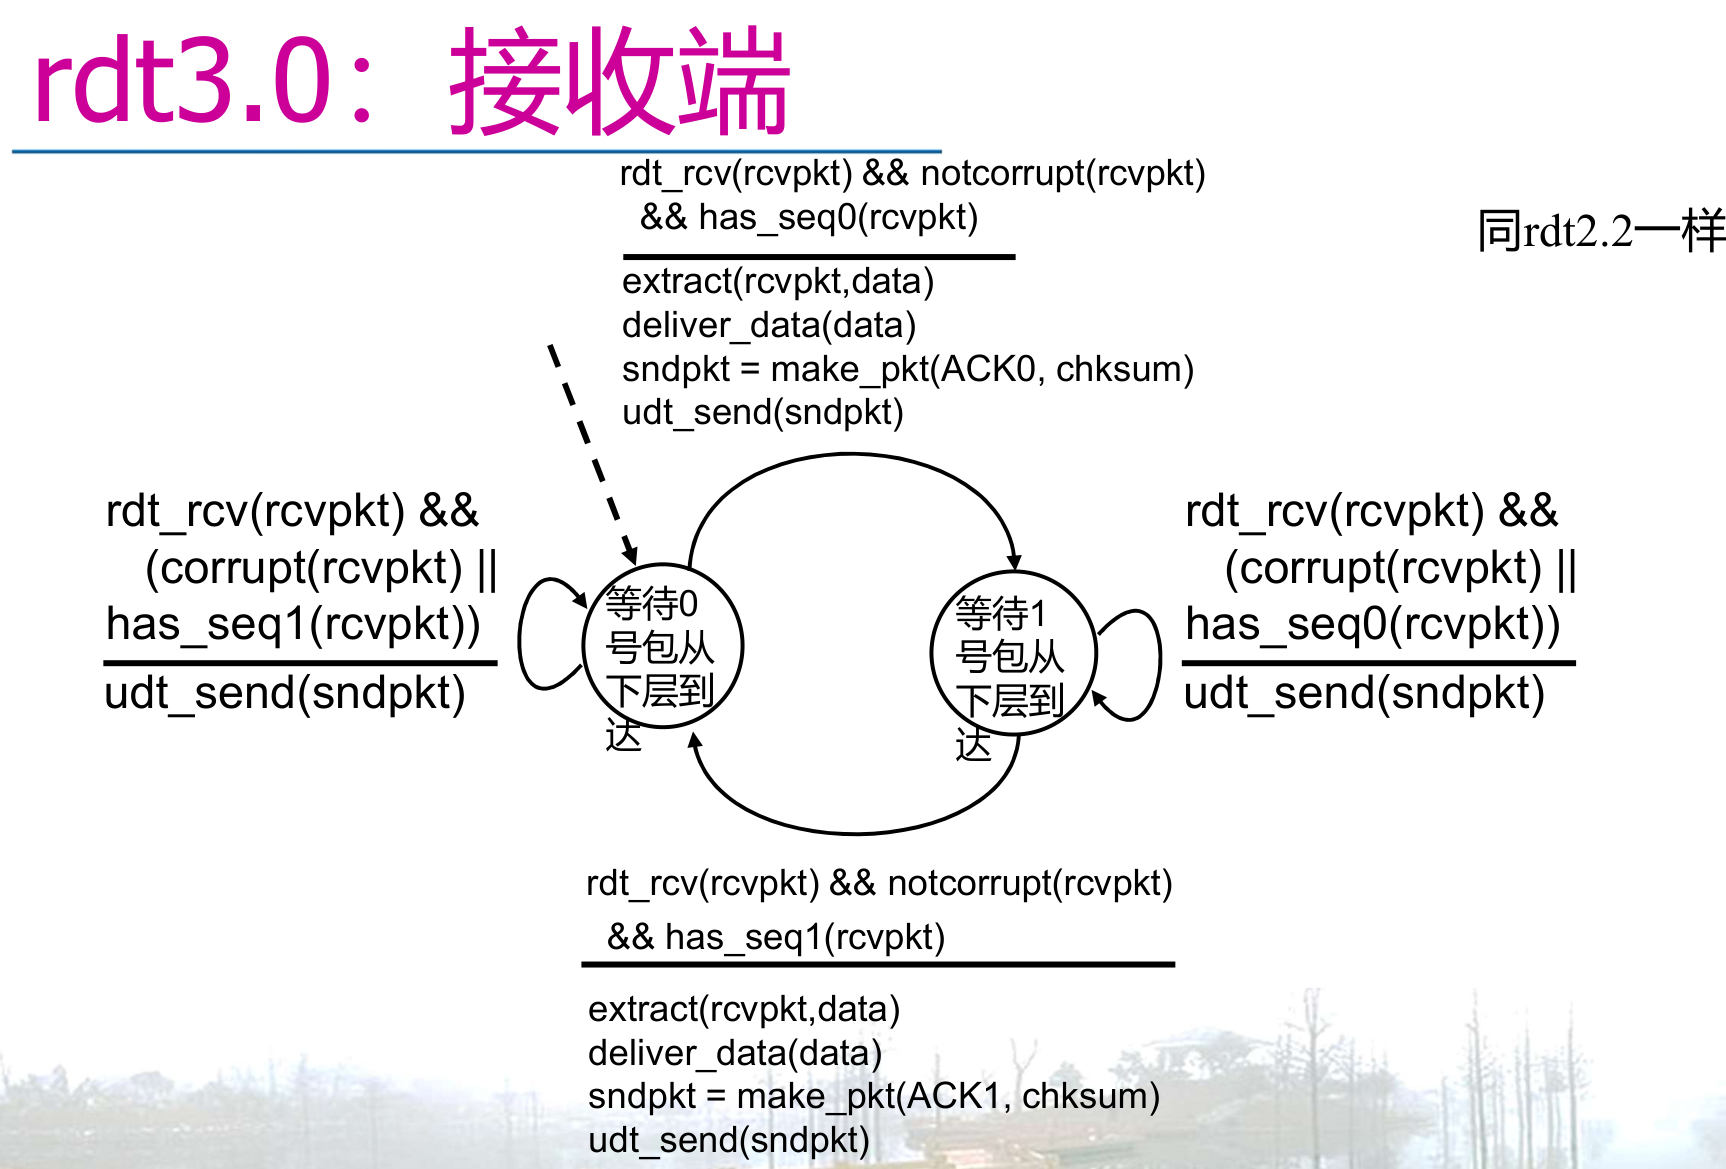 rdt3.0：接收端
rdt_rcv(rcvpkt) && notcorrupt(rcvpkt)
&& has_seq0(rcvpkt)
同rdt2.2一样
extract(rcvpkt,data)
deliver_data(data)
sndpkt = make_pkt(ACK0, chksum)
udt_send(sndpkt)
rdt_rcv(rcvpkt) &&
(corrupt(rcvpkt) ||
has_seq1(rcvpkt))
udt_send(sndpkt)
等待0
号包从
下层到
达
等待1
号包从
下层到
达
rdt_rcv(rcvpkt) &&
(corrupt(rcvpkt) ||
has_seq0(rcvpkt))
udt_send(sndpkt)
rdt_rcv(rcvpkt) && notcorrupt(rcvpkt)
&& has_seq1(rcvpkt)
extract(rcvpkt,data)
deliver_data(data)
sndpkt = make_pkt(ACK1, chksum)
udt_send(sndpkt)